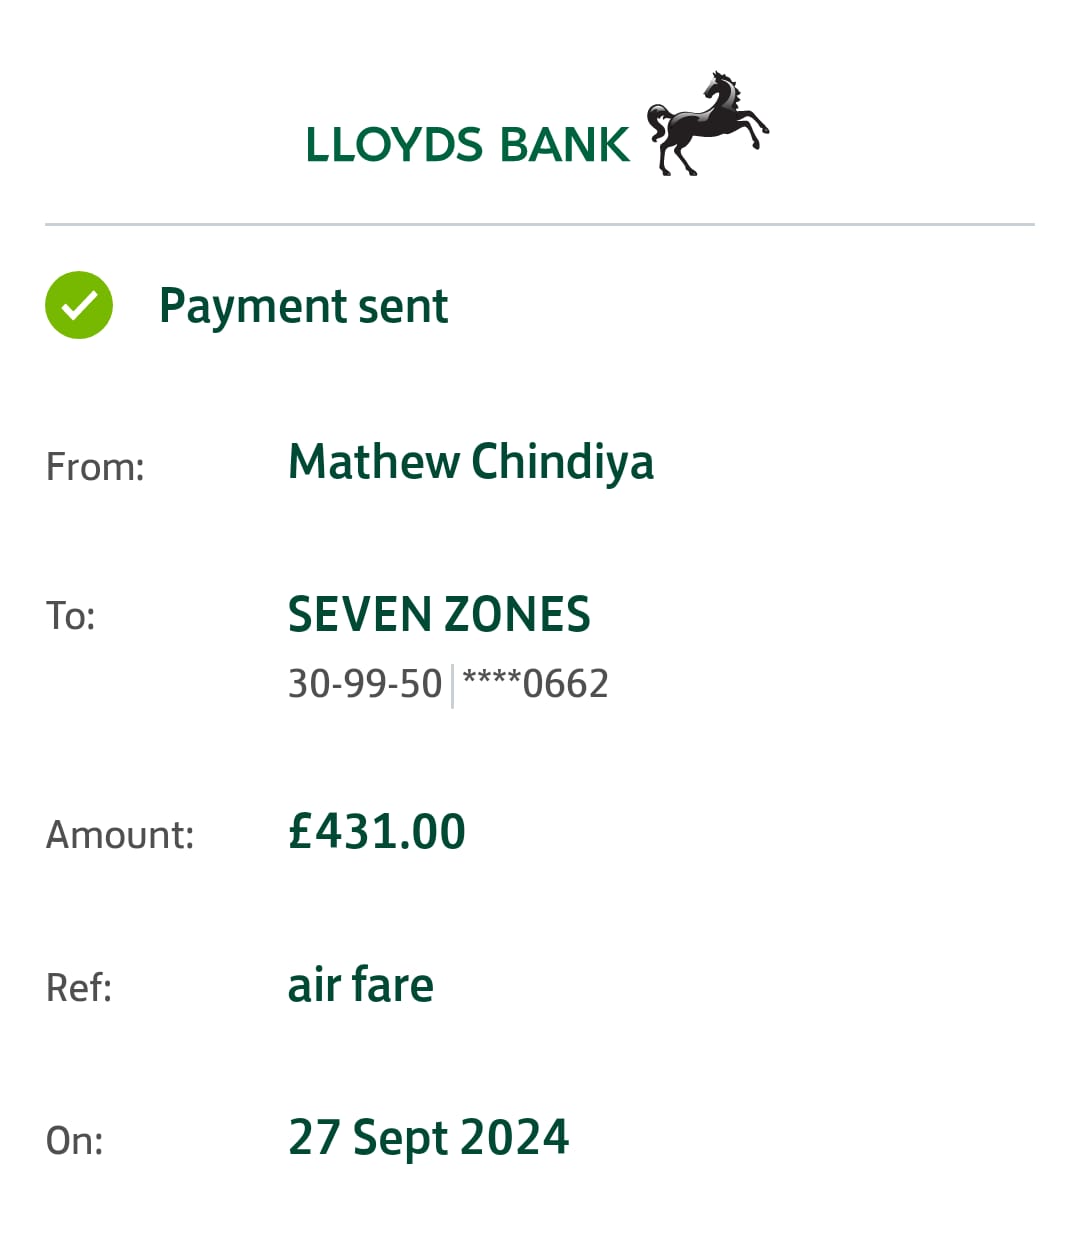 LLOYDS BANK
Payment sent
From: Mathew Chindiya
To: SEVEN ZONES
30-99-50 | ****0662
Amount: £431.00
Ref: air fare
On: 27 Sept 2024